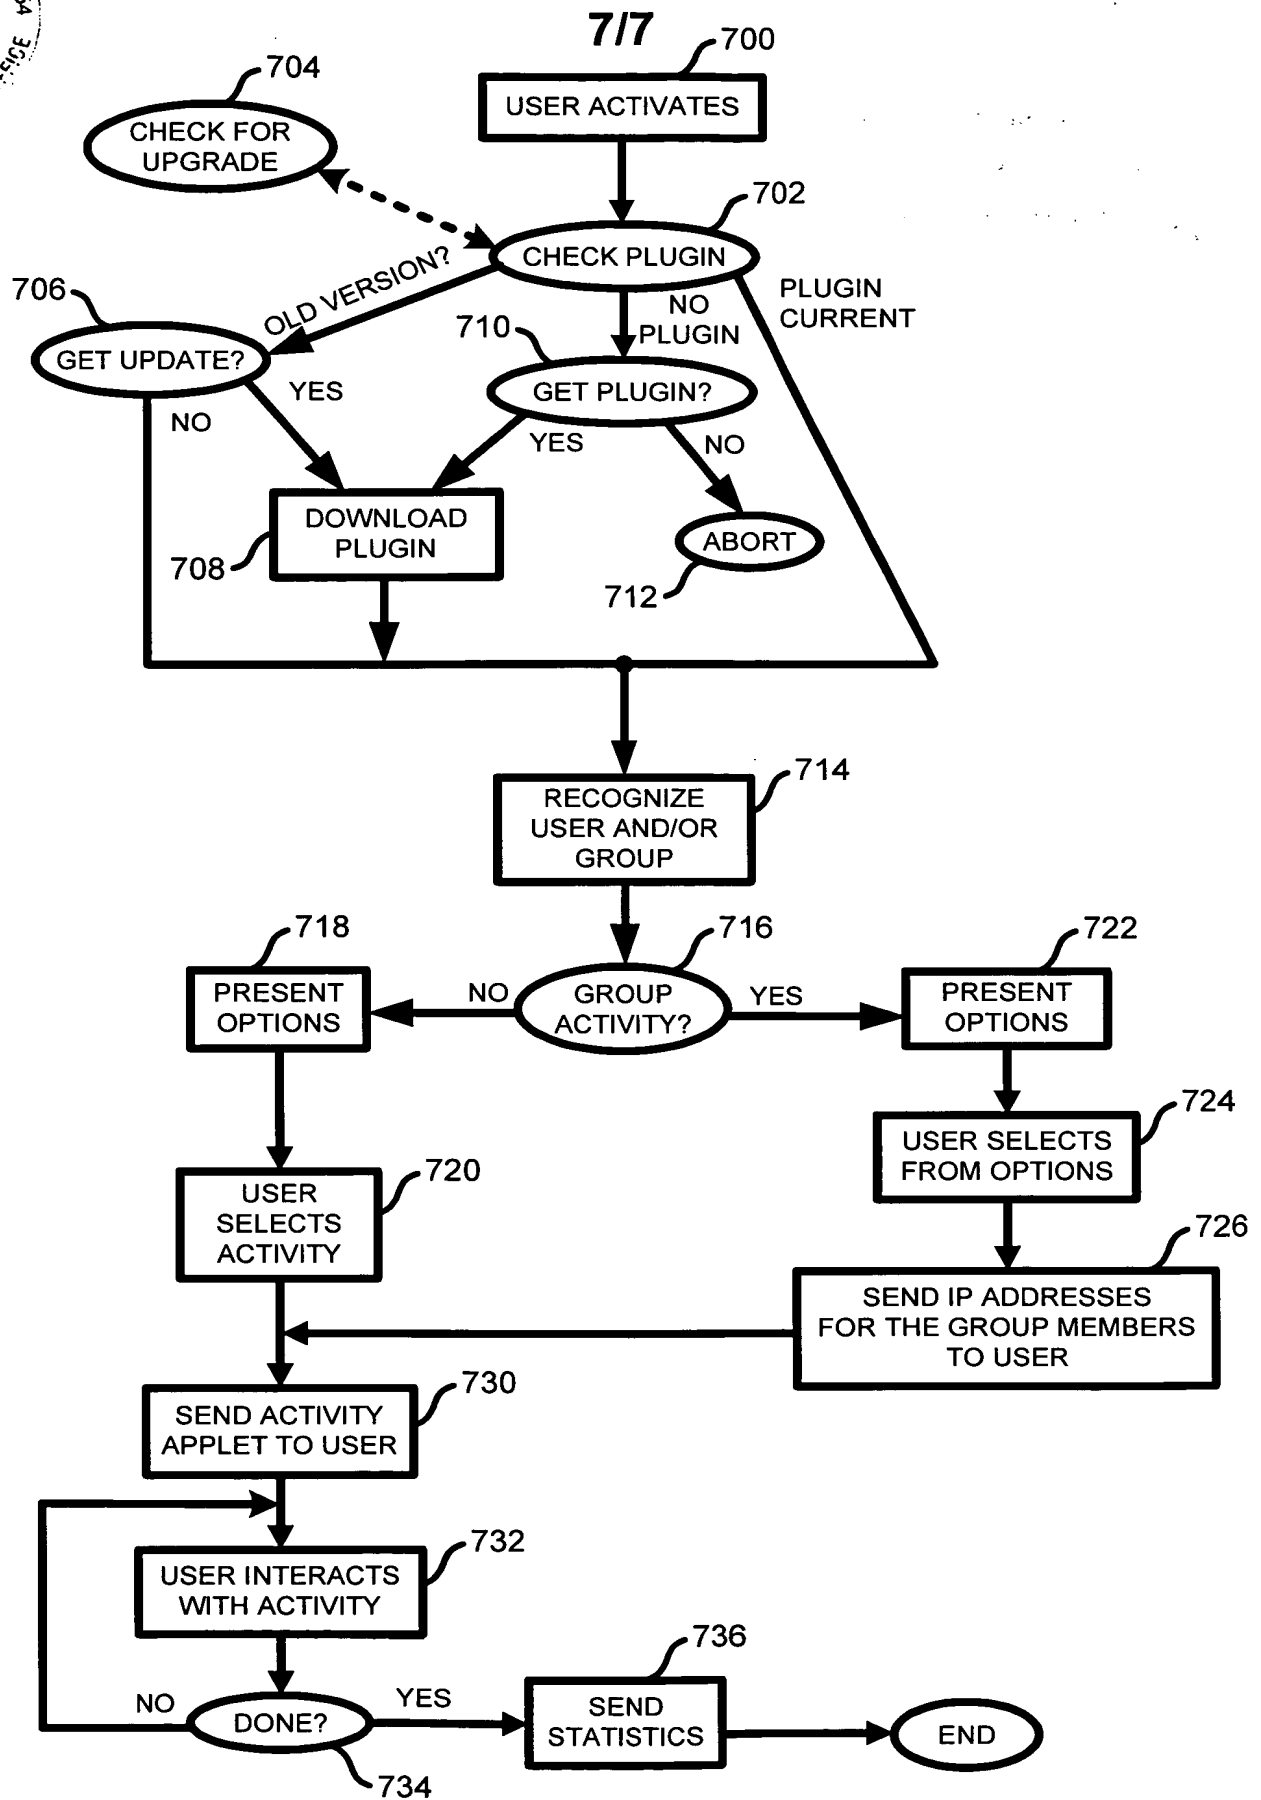 7/7
700
USER ACTIVATES
704
CHECK FOR
UPGRADE
702
CHECK PLUGIN
OLD VERSION?
NO
PLUGIN
PLUGIN
CURRENT
706
GET UPDATE?
710
GET PLUGIN?
YES
NO
YES
NO
DOWNLOAD
PLUGIN
708
ABORT
712
714
RECOGNIZE
USER AND/OR
GROUP
716
GROUP
ACTIVITY?
NO
YES
718
PRESENT
OPTIONS
722
PRESENT
OPTIONS
724
USER SELECTS
FROM OPTIONS
720
USER
SELECTS
ACTIVITY
726
SEND IP ADDRESSES
FOR THE GROUP MEMBERS
TO USER
730
SEND ACTIVITY
APPLET TO USER
732
USER INTERACTS
WITH ACTIVITY
NO
DONE?
734
YES
736
SEND
STATISTICS
END